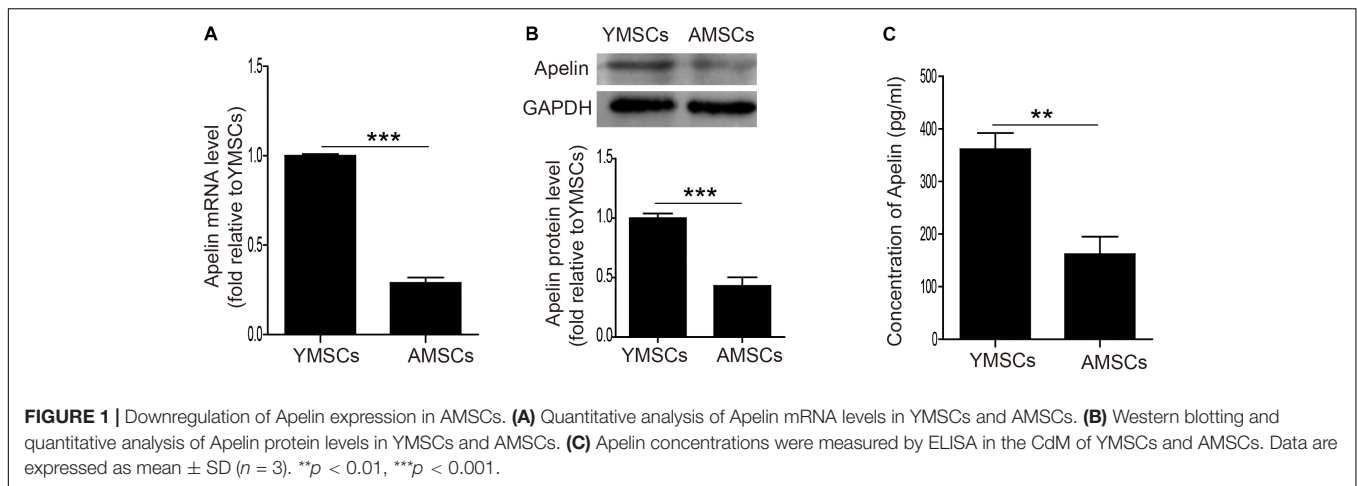 A
Apelin mRNA level
(fold relative toYMSCs)
1.5
1.0
0.5
0.0
***
YMSCs
AMSCs
B
YMSCs AMSCs
Apelin
GAPDH
Apelin protein level
(fold relative toYMSCs)
1.5
1.0
0.5
0.0
***
YMSCs
AMSCs
C
Concentration of Apelin (pg/ml)
500
400
300
200
100
0
**
YMSCs
AMSCs
FIGURE 1 | Downregulation of Apelin expression in AMSCs. (A) Quantitative analysis of Apelin mRNA levels in YMSCs and AMSCs. (B) Western blotting and
quantitative analysis of Apelin protein levels in YMSCs and AMSCs. (C) Apelin concentrations were measured by ELISA in the CdM of YMSCs and AMSCs. Data are
expressed as mean ± SD (n = 3). **p < 0.01, ***p < 0.001.